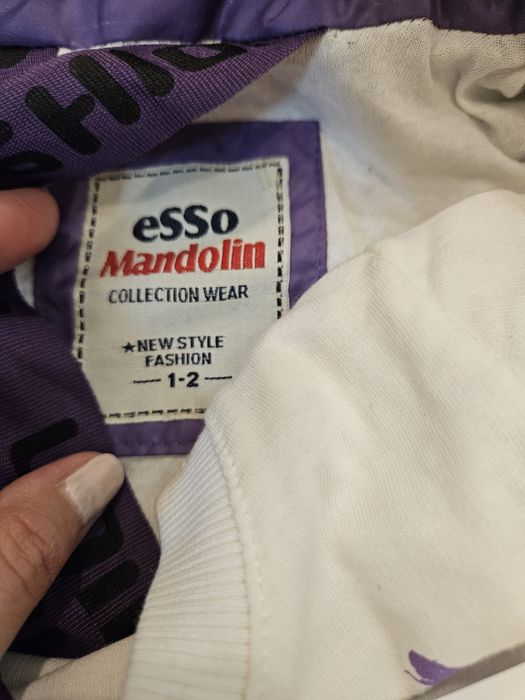 esso
Mandolin
COLLECTION WEAR
★NEW STYLE
FASHION
1-2